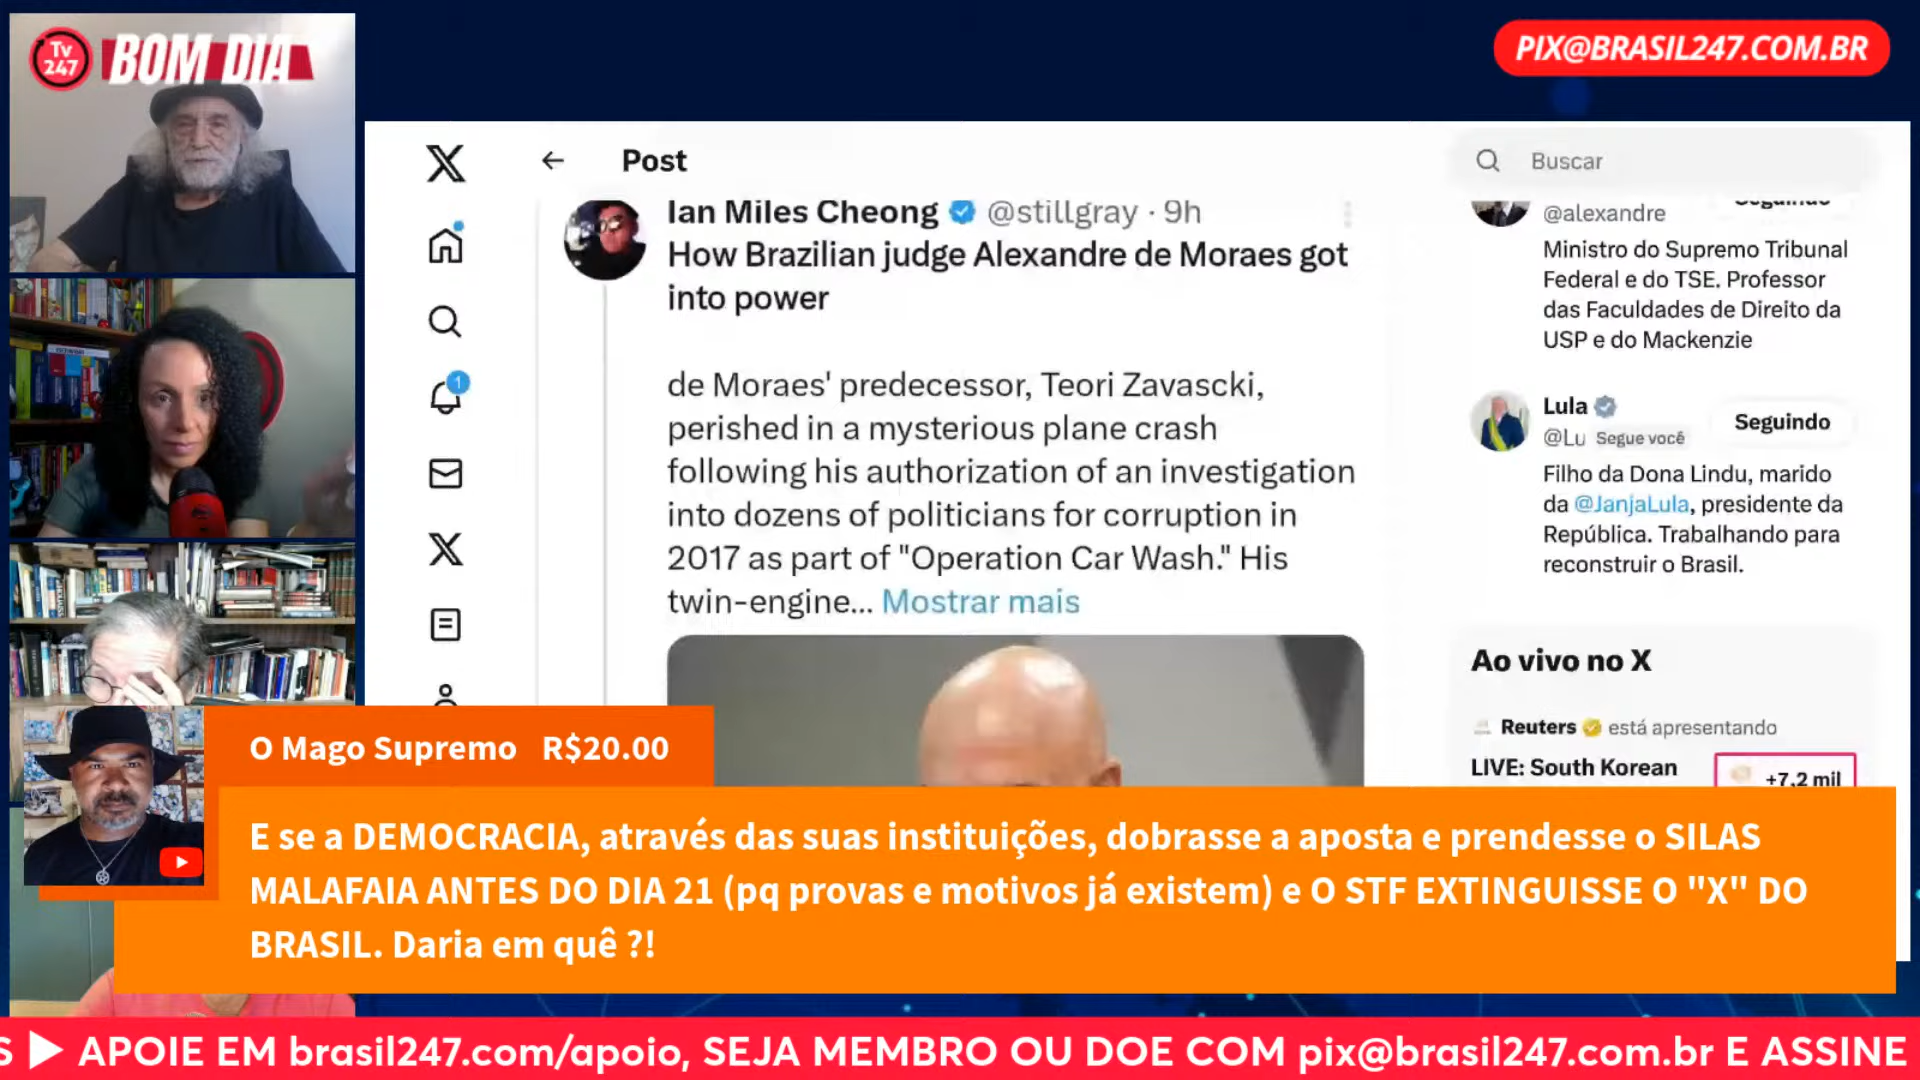 Tv 247
BOM DIA
PIX@BRASIL247.COM.BR
X
Post
Buscar
Ian Miles Cheong @stillgray · 9h
How Brazilian judge Alexandre de Moraes got
into power
de Moraes' predecessor, Teori Zavascki,
perished in a mysterious plane crash
following his authorization of an investigation
into dozens of politicians for corruption in
2017 as part of "Operation Car Wash." His
twin-engine... Mostrar mais
1
X
@alexandre
Seguindo
Ministro do Supremo Tribunal
Federal e do TSE. Professor
das Faculdades de Direito da
USP e do Mackenzie
Lula
@Lu Segue você
Seguindo
Filho da Dona Lindu, marido
da @JanjaLula, presidente da
República. Trabalhando para
reconstruir o Brasil.
Ao vivo no X
Reuters está apresentando
LIVE: South Korean
+7,2 mil
O Mago Supremo R$20.00
E se a DEMOCRACIA, através das suas instituições, dobrasse a aposta e prendesse o SILAS
MALAFAIA ANTES DO DIA 21 (pq provas e motivos já existem) e O STF EXTINGUISSE O "X" DO
BRASIL. Daria em quê ?!
S ▶ APOIE EM brasil247.com/apoio, SEJA MEMBRO OU DOE COM pix@brasil247.com.br E ASSINE